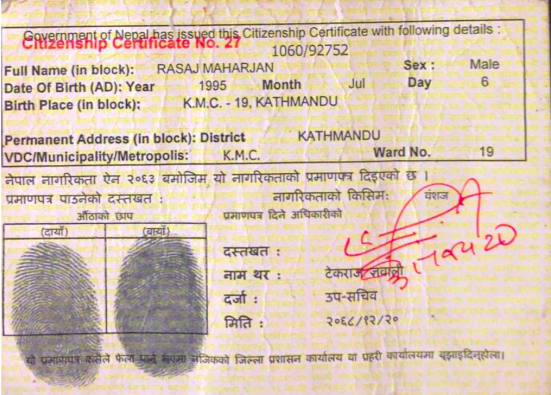 Government of Nepal has issued this Citizenship Certificate with following details :
Citizenship Certificate No. 27
1060/92752
Full Name (in block): RASAJ MAHARJAN Sex : Male
Date Of Birth (AD): Year 1995 Month Jul Day 6
Birth Place (in block): K.M.C. - 19, KATHMANDU
Permanent Address (in block): District KATHMANDU
VDC/Municipality/Metropolis: K.M.C. Ward No. 19
नेपाल नागरिकता ऐन २०६३ बमोजिम यो नागरिकताको प्रमाणपत्र दिइएको छ ।
प्रमाणपत्र पाउनेको दस्तखत : नागरिकताको किसिम: वंशज
औंठाको छाप प्रमाणपत्र दिने अधिकारीको
(दायाँ) (बायाँ)
दस्तखत :
नाम थर : टेकराज
दर्जा : उप-सचिव
मिति : २०६८/१२/२०
यो प्रमाणपत्र कसैले फेला नजिकको जिल्ला प्रशासन कार्यालय वा प्रहरी कार्यालयमा बुझाइदिनुहोला।